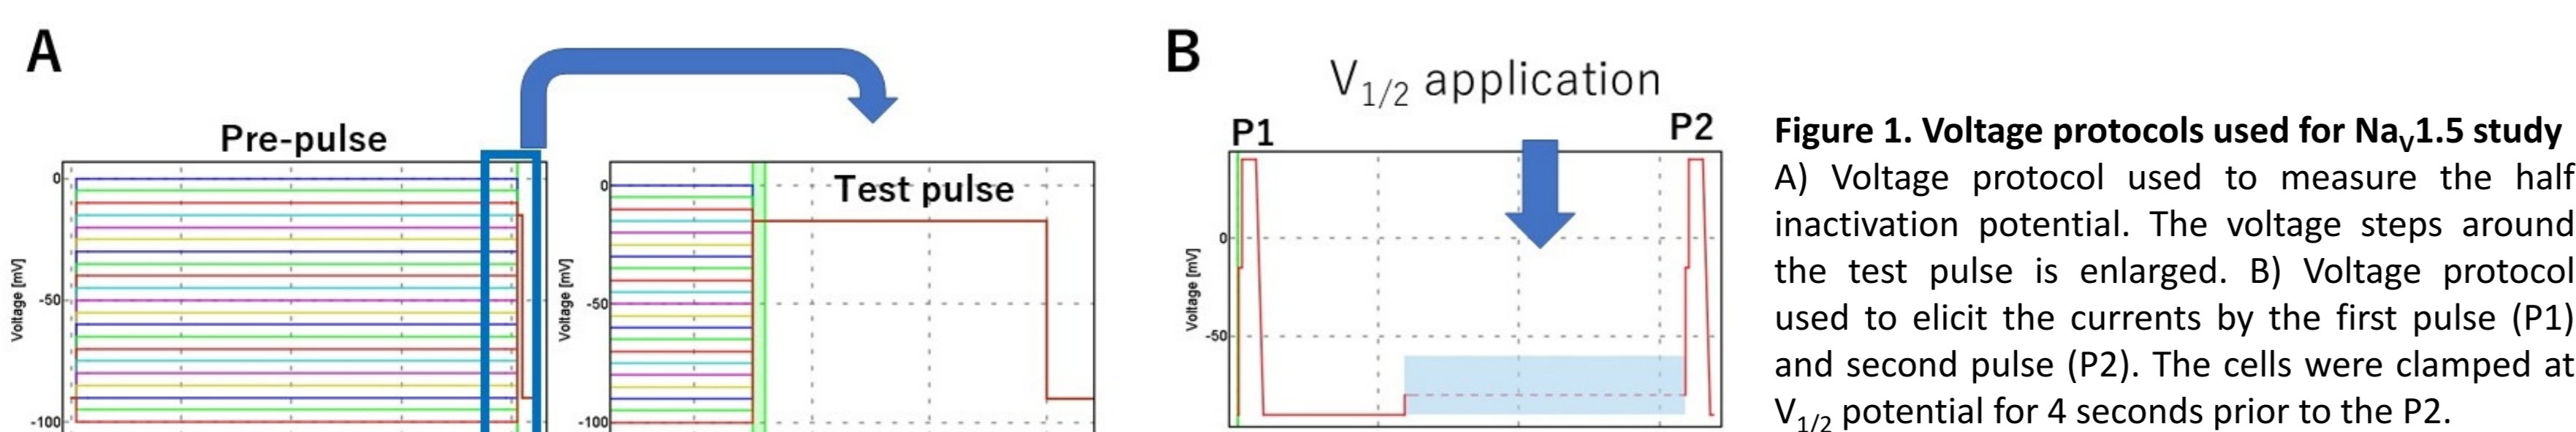 A
Pre-pulse
0
-50
-100
Voltage [mV]
Test pulse
0
-50
-100
Voltage [mV]
B
V1/2 application
P1
P2
0
-50
Voltage [mV]
Figure 1. Voltage protocols used for NaV1.5 study
A) Voltage protocol used to measure the half
inactivation potential. The voltage steps around
the test pulse is enlarged. B) Voltage protocol
used to elicit the currents by the first pulse (P1)
and second pulse (P2). The cells were clamped at
V1/2 potential for 4 seconds prior to the P2.